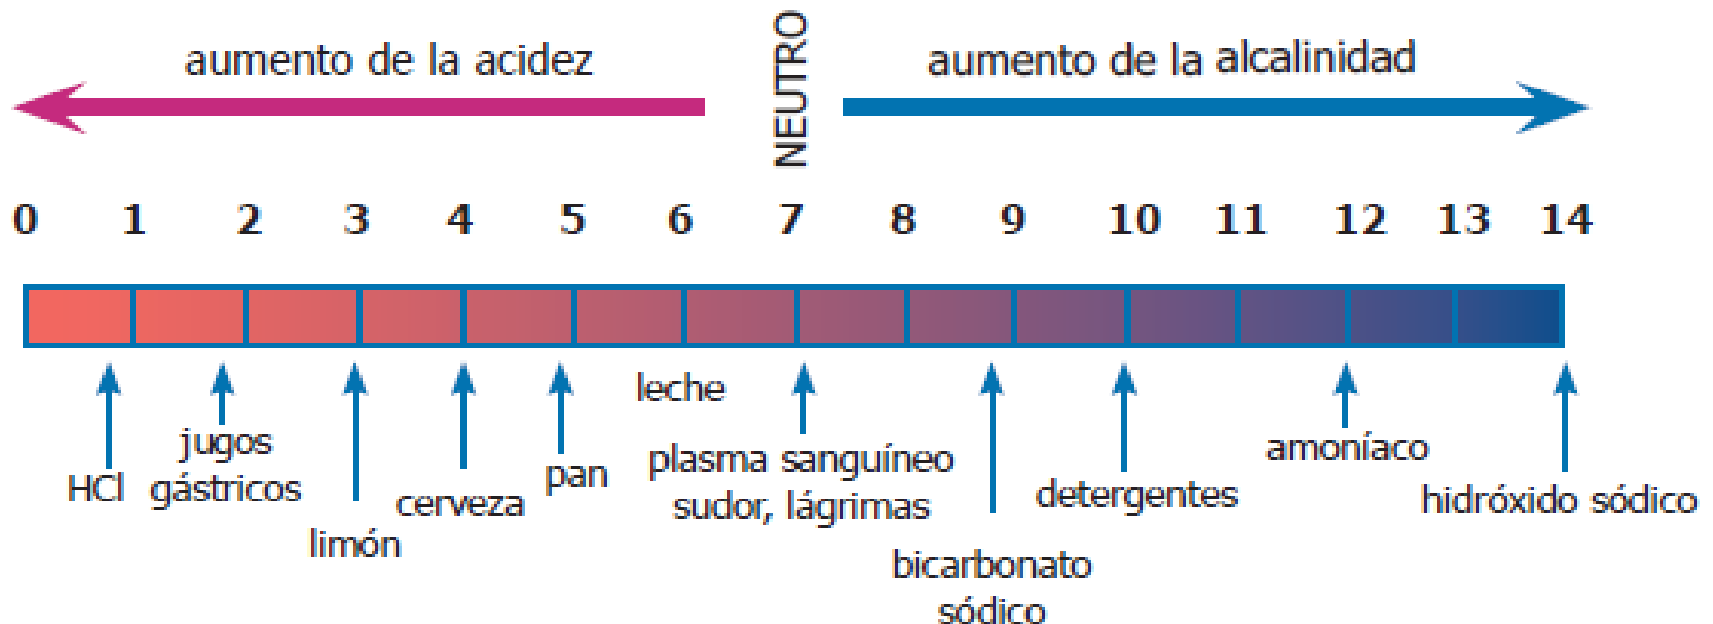 aumento de la acidez
NEUTRO
aumento de la alcalinidad
0 1 2 3 4 5 6 7 8 9 10 11 12 13 14
HCl
jugos
gástricos
limón
cerveza
pan
leche
plasma sanguíneo
sudor, lágrimas
bicarbonato
sódico
detergentes
amoníaco
hidróxido sódico